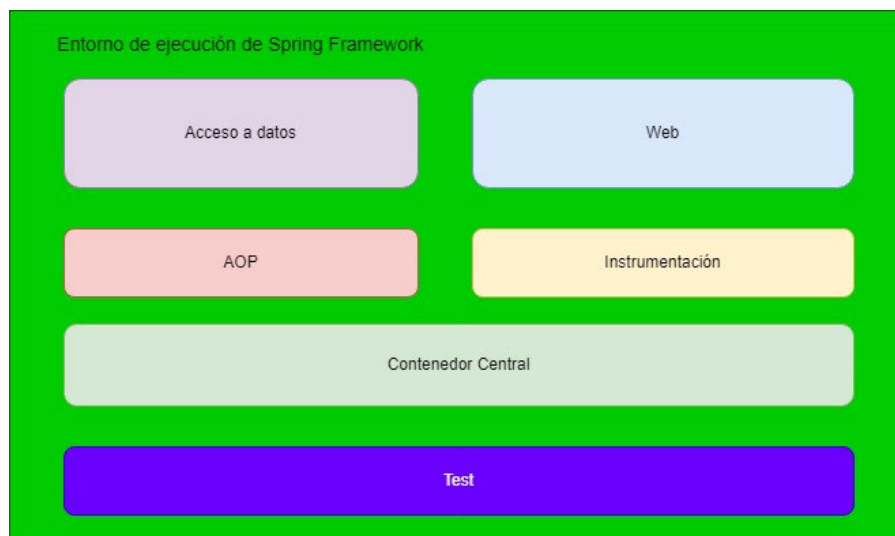 Entorno de ejecución de Spring Framework
Acceso a datos
Web
AOP
Instrumentación
Contenedor Central
Test